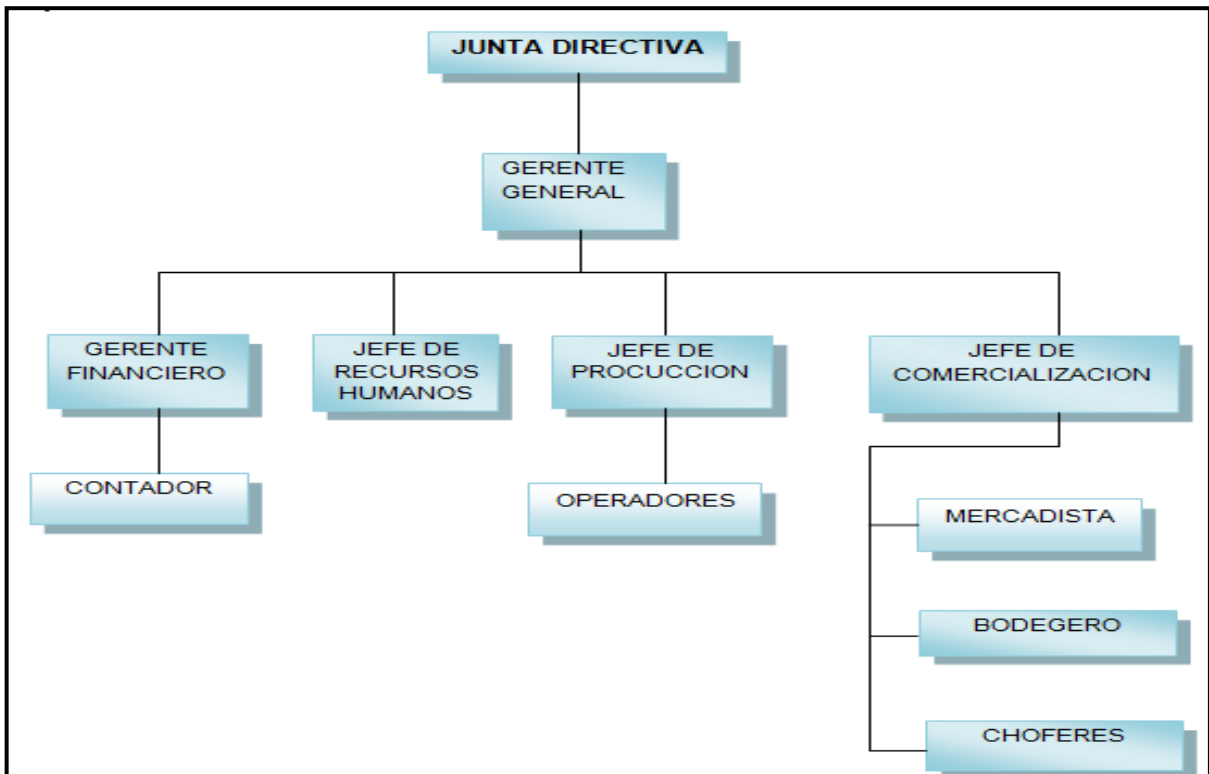 JUNTA DIRECTIVA
GERENTE
GENERAL
GERENTE
FINANCIERO
JEFE DE
RECURSOS
HUMANOS
JEFE DE
PROCUCCION
JEFE DE
COMERCIALIZACION
CONTADOR
OPERADORES
MERCADISTA
BODEGERO
CHOFERES